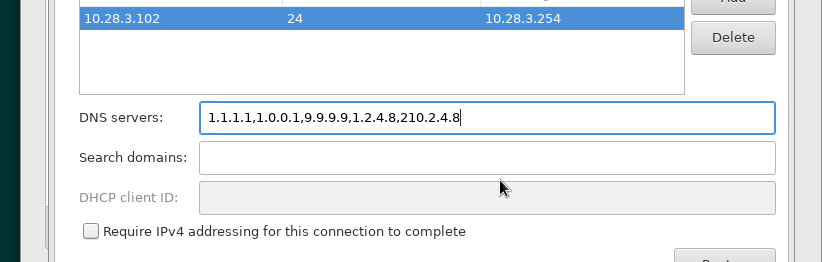 10.28.3.102 24 10.28.3.254
Delete
DNS servers: 1.1.1.1,1.0.0.1,9.9.9.9,1.2.4.8,210.2.4.8
Search domains:
DHCP client ID:
Require IPv4 addressing for this connection to complete